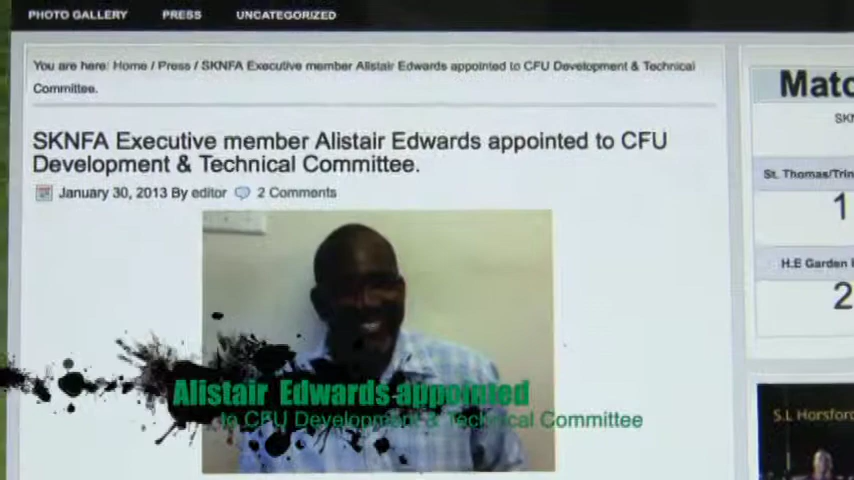 PHOTO GALLERY PRESS UNCATEGORIZED
You are here: Home / Press / SKNFA Executive member Alistair Edwards appointed to CFU Development & Technical
Committee.
SKNFA Executive member Alistair Edwards appointed to CFU
Development & Technical Committee.
January 30, 2013 By editor 2 Comments
Alistair Edwards appointed
to CFU Development & Technical Committee
Matc
SKN
St. Thomas/Trin
1
H.E Garden
2
S.L Horsford